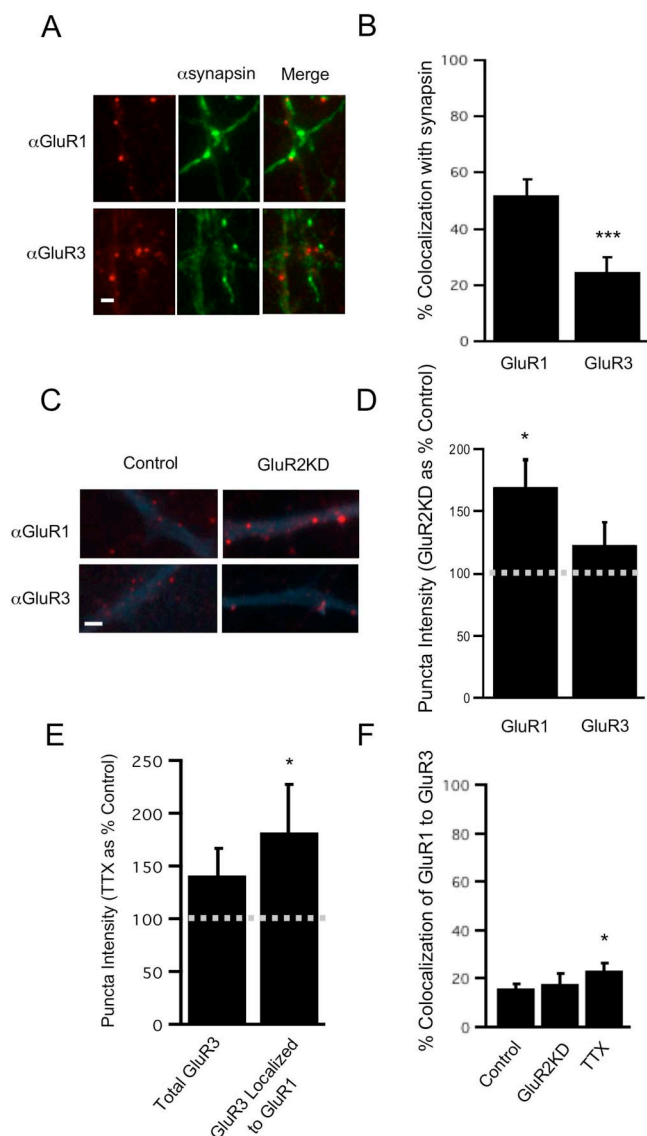 A
αsynapsin Merge
αGluR1
αGluR3
B
% Colocalization with synapsin
100
80
60
40
20
0
***
GluR1 GluR3
C
Control GluR2KD
αGluR1
αGluR3
D
Puncta Intensity (GluR2KD as % Control)
200
150
100
50
0
*
GluR1 GluR3
E
Puncta Intensity (TTX as % Control)
250
200
150
100
50
0
*
Total GluR3
GluR3 Localized
to GluR1
F
% Colocalization of GluR1 to GluR3
100
80
60
40
20
0
*
Control
GluR2KD
TTX